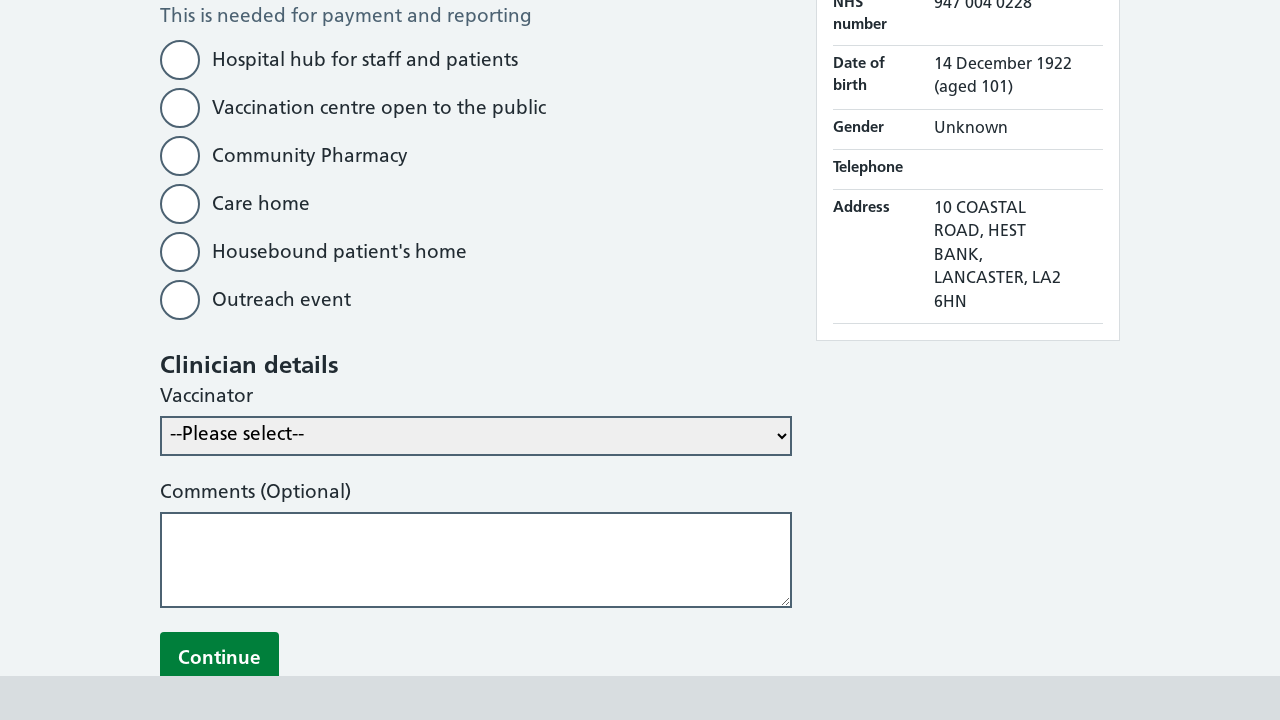 This is needed for payment and reporting
Hospital hub for staff and patients
Vaccination centre open to the public
Community Pharmacy
Care home
Housebound patient's home
Outreach event
Clinician details
Vaccinator
--Please select--
Comments (Optional)
Continue
NHS 947 004 0228
number
Date of 14 December 1922
birth (aged 101)
Gender Unknown
Telephone
Address 10 COASTAL
ROAD, HEST
BANK,
LANCASTER, LA2
6HN